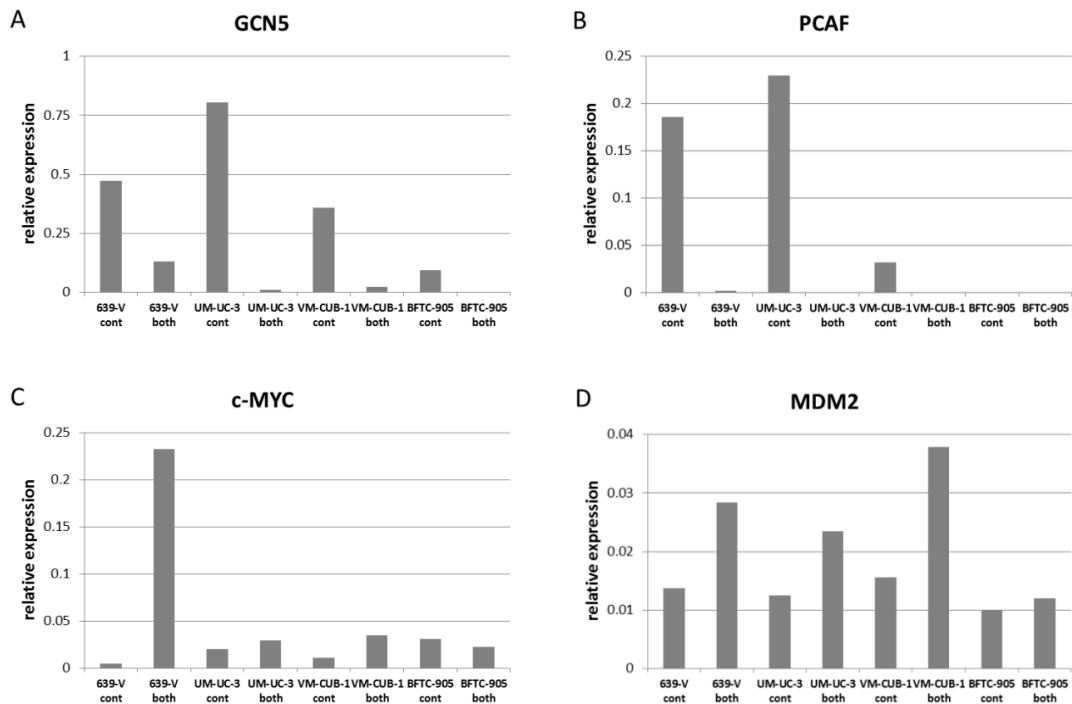 A
GCN5
relative expression
1
0.75
0.5
0.25
0
639-V cont
639-V both
UM-UC-3 cont
UM-UC-3 both
VM-CUB-1 cont
VM-CUB-1 both
BFTC-905 cont
BFTC-905 both
B
PCAF
relative expression
0.25
0.2
0.15
0.1
0.05
0
639-V cont
639-V both
UM-UC-3 cont
UM-UC-3 both
VM-CUB-1 cont
VM-CUB-1 both
BFTC-905 cont
BFTC-905 both
C
c-MYC
relative expression
0.25
0.2
0.15
0.1
0.05
0
639-V cont
639-V both
UM-UC-3 cont
UM-UC-3 both
VM-CUB-1 cont
VM-CUB-1 both
BFTC-905 cont
BFTC-905 both
D
MDM2
relative expression
0.04
0.03
0.02
0.01
0
639-V cont
639-V both
UM-UC-3 cont
UM-UC-3 both
VM-CUB-1 cont
VM-CUB-1 both
BFTC-905 cont
BFTC-905 both